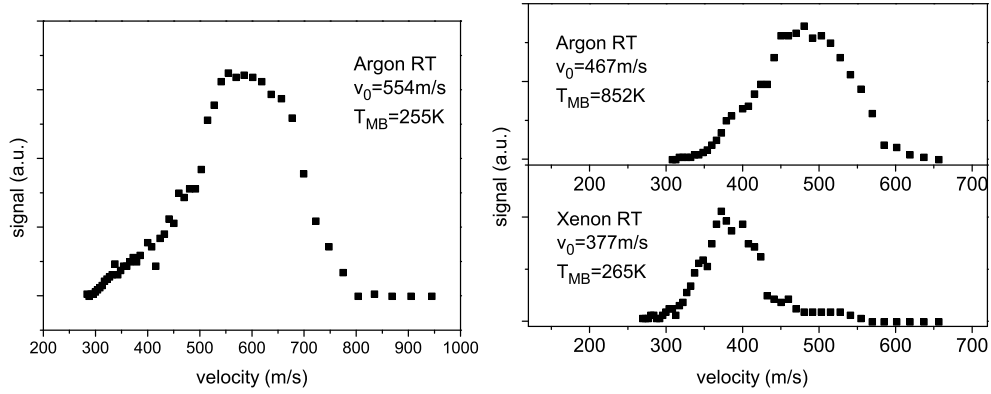 Argon RT
v0=554m/s
TMB=255K
signal (a.u.)
200 300 400 500 600 700 800 900 1000
velocity (m/s)
Argon RT
v0=467m/s
TMB=852K
200 300 400 500 600 700
signal (a.u.)
Xenon RT
v0=377m/s
TMB=265K
200 300 400 500 600 700
velocity (m/s)